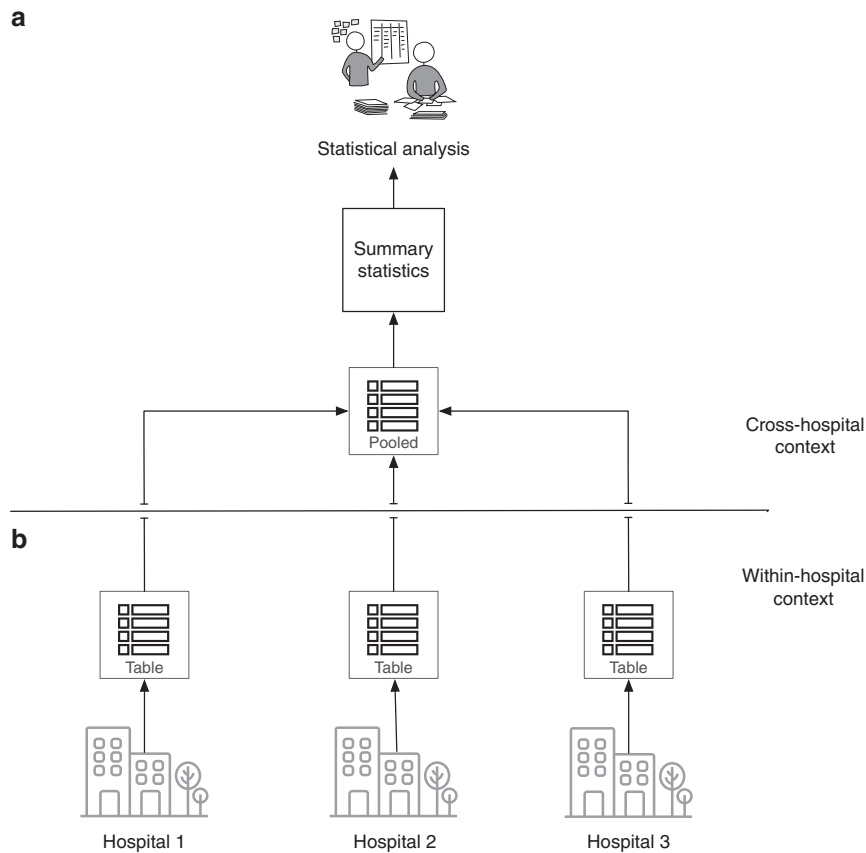 a
Statistical analysis
Summary
statistics
Pooled
Cross-hospital
context
b
Within-hospital
context
Table
Table
Table
Hospital 1
Hospital 2
Hospital 3